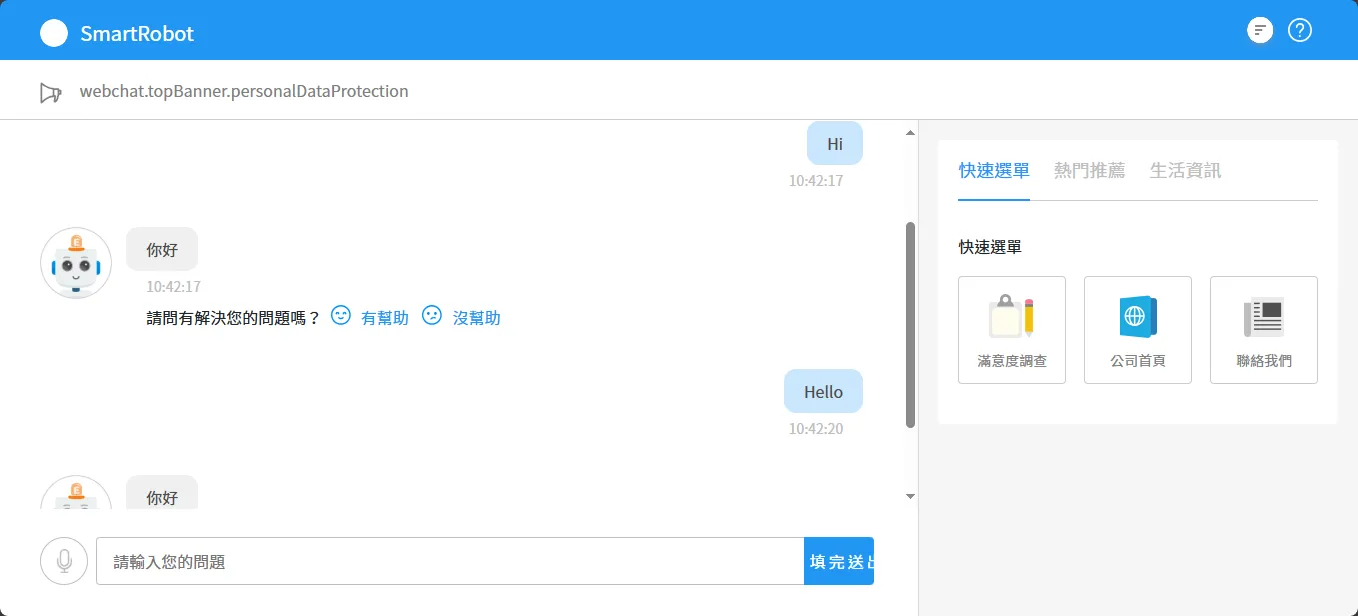 SmartRobot
webchat.topBanner.personalDataProtection
Hi
10:42:17
E
你好
10:42:17
請問有解決您的問題嗎？ 有幫助 沒幫助
Hello
10:42:20
E
你好
請輸入您的問題
填完送出
快速選單 熱門推薦 生活資訊
快速選單
滿意度調查 公司首頁 聯絡我們